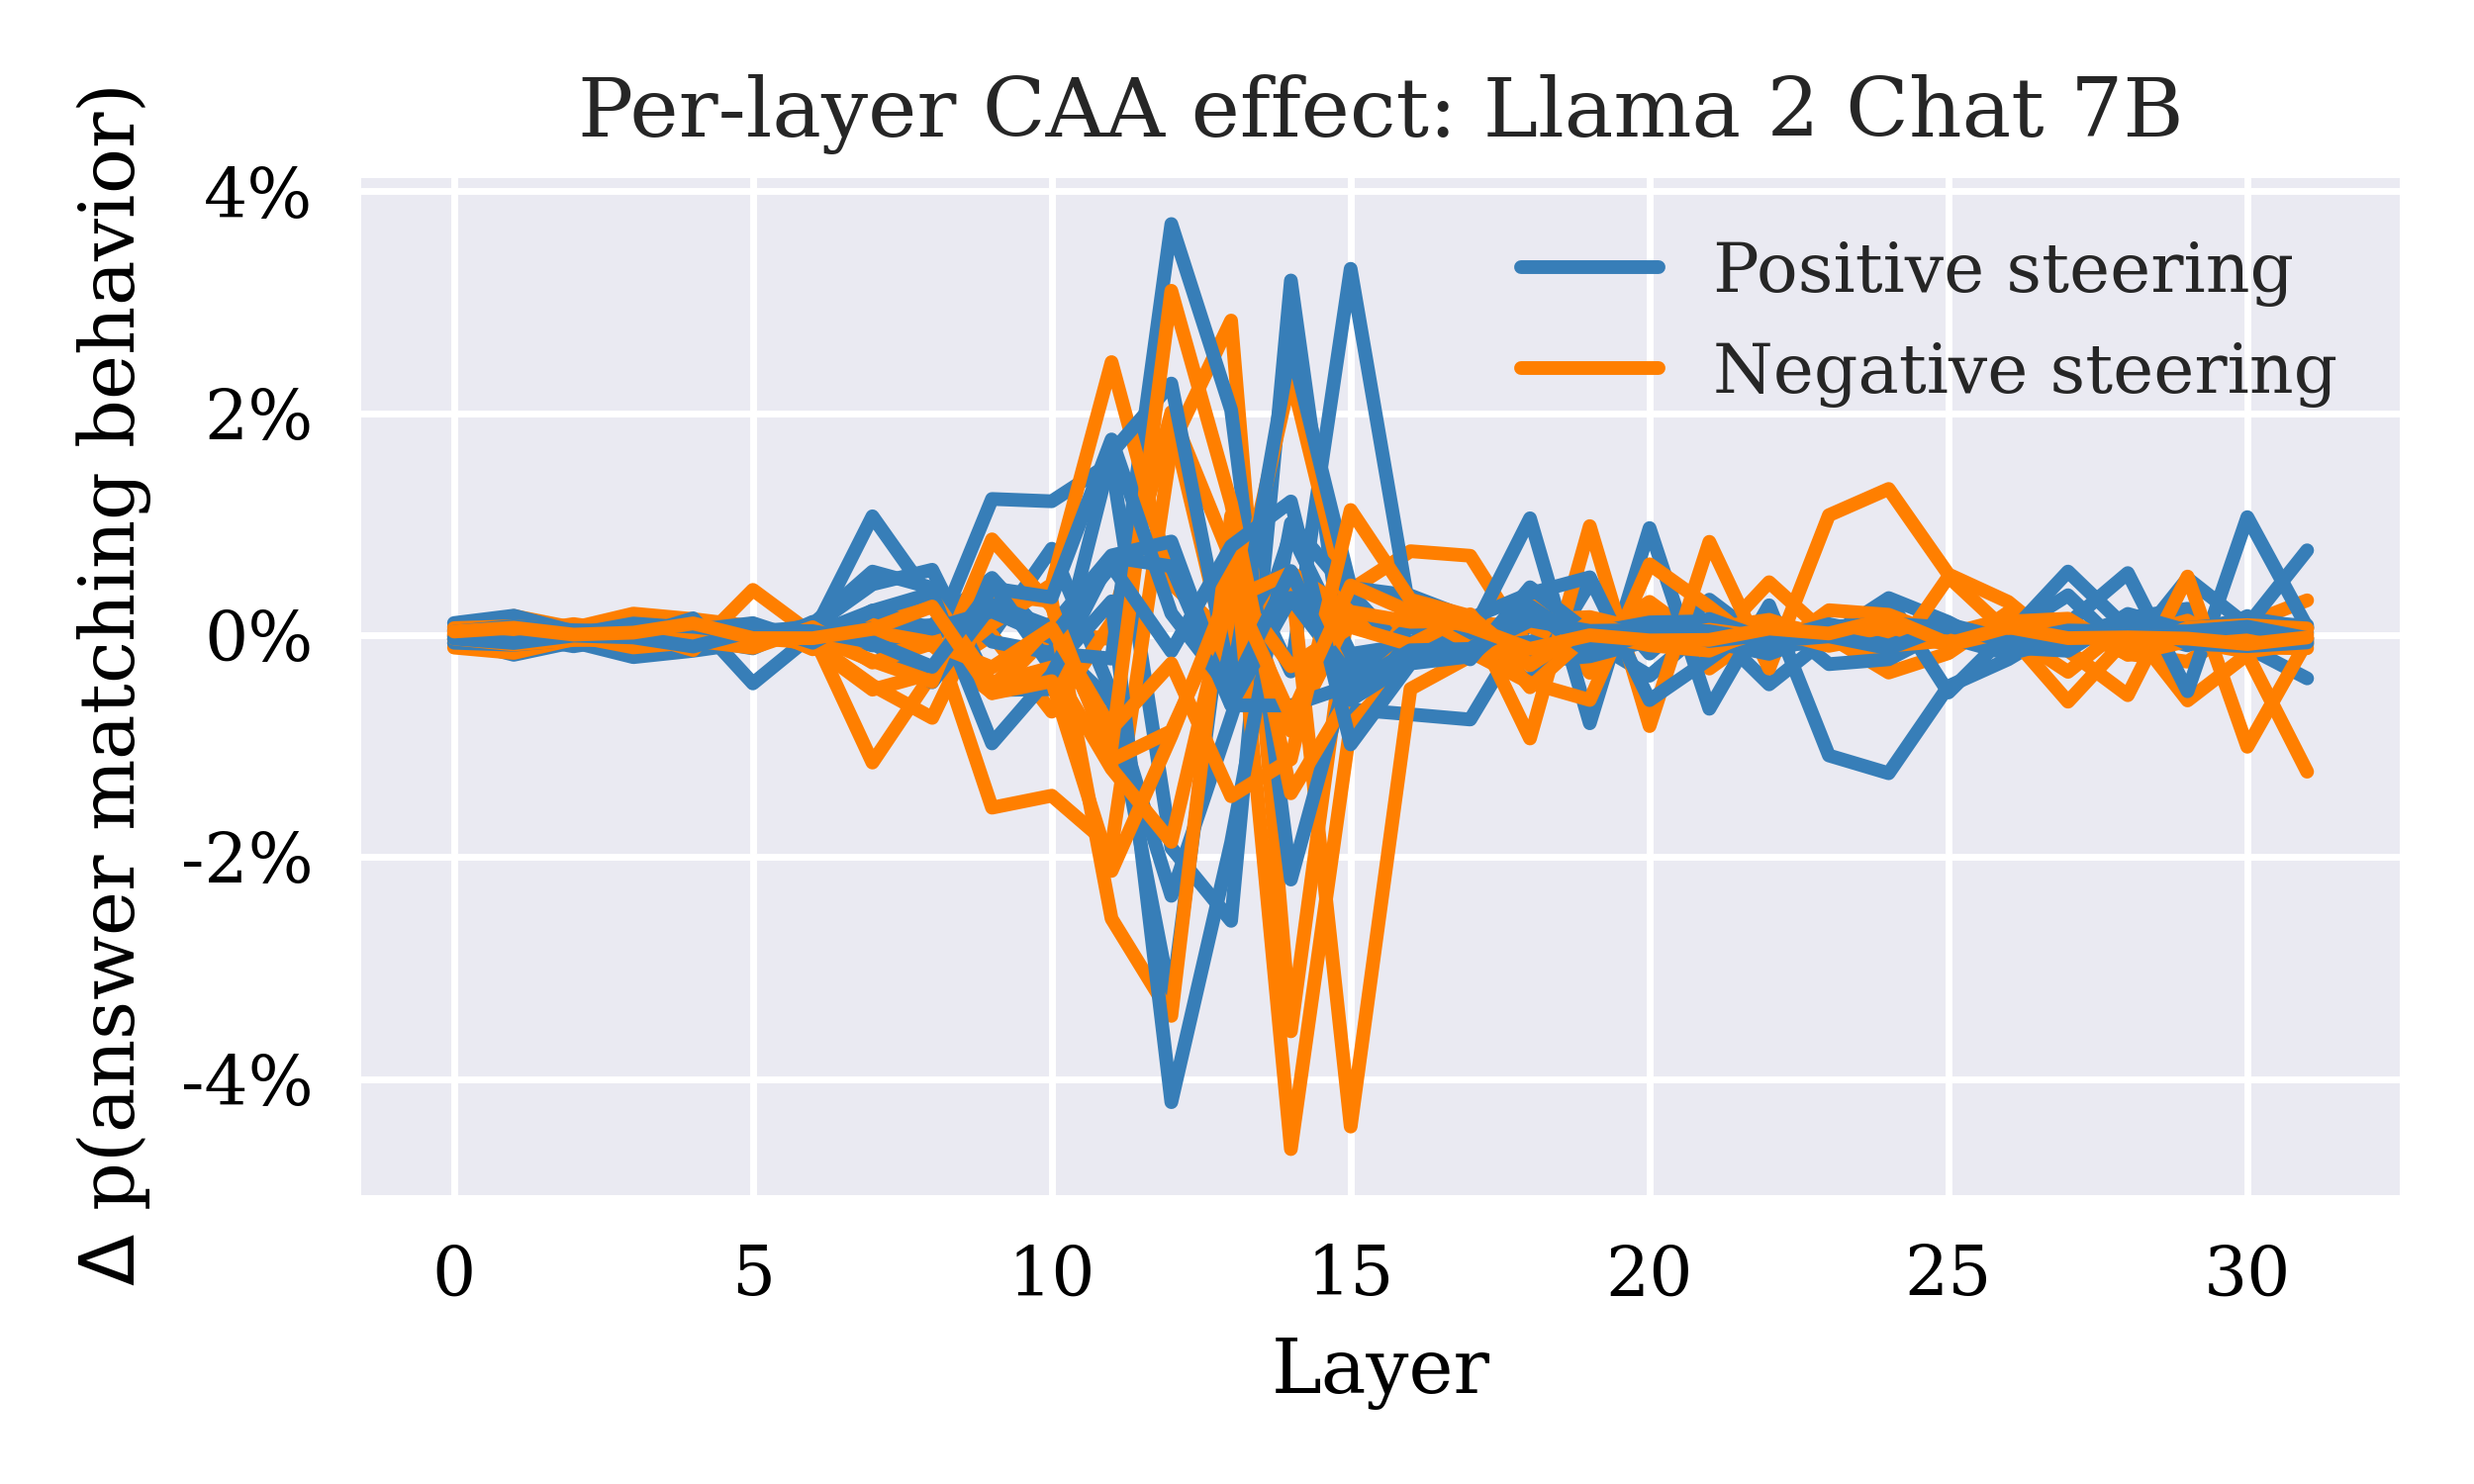 Per-layer CAA effect: Llama 2 Chat 7B
Δ p(answer matching behavior)
4%
2%
0%
-2%
-4%
Positive steering
Negative steering
0 5 10 15 20 25 30
Layer